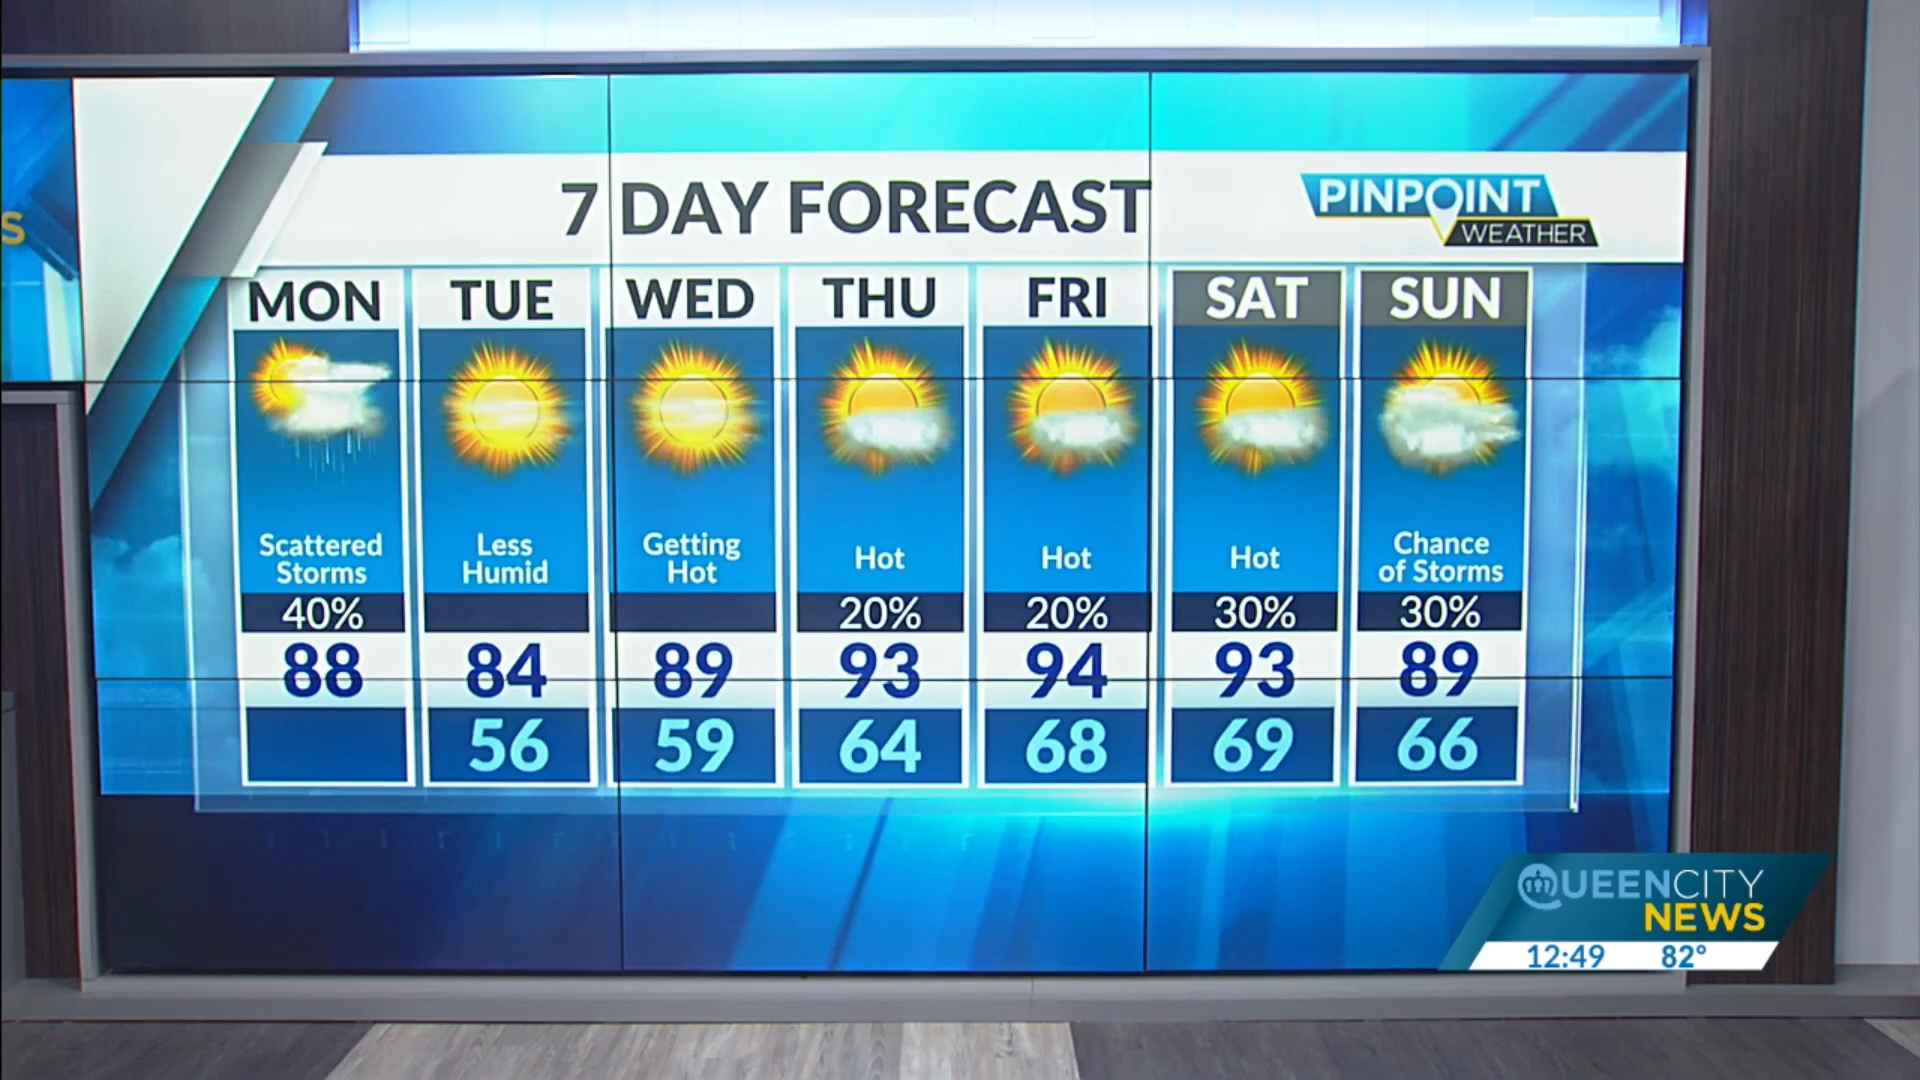 S
7 DAY FORECAST
PINPOINT
WEATHER
MON TUE WED THU FRI SAT SUN
Scattered
Storms
Less
Humid
Getting
Hot
Hot
Hot
Hot
Chance
of Storms
40% 20% 20% 30% 30%
88 84 89 93 94 93 89
56 59 64 68 69 66
QUEENCITY
NEWS
12:49 82°